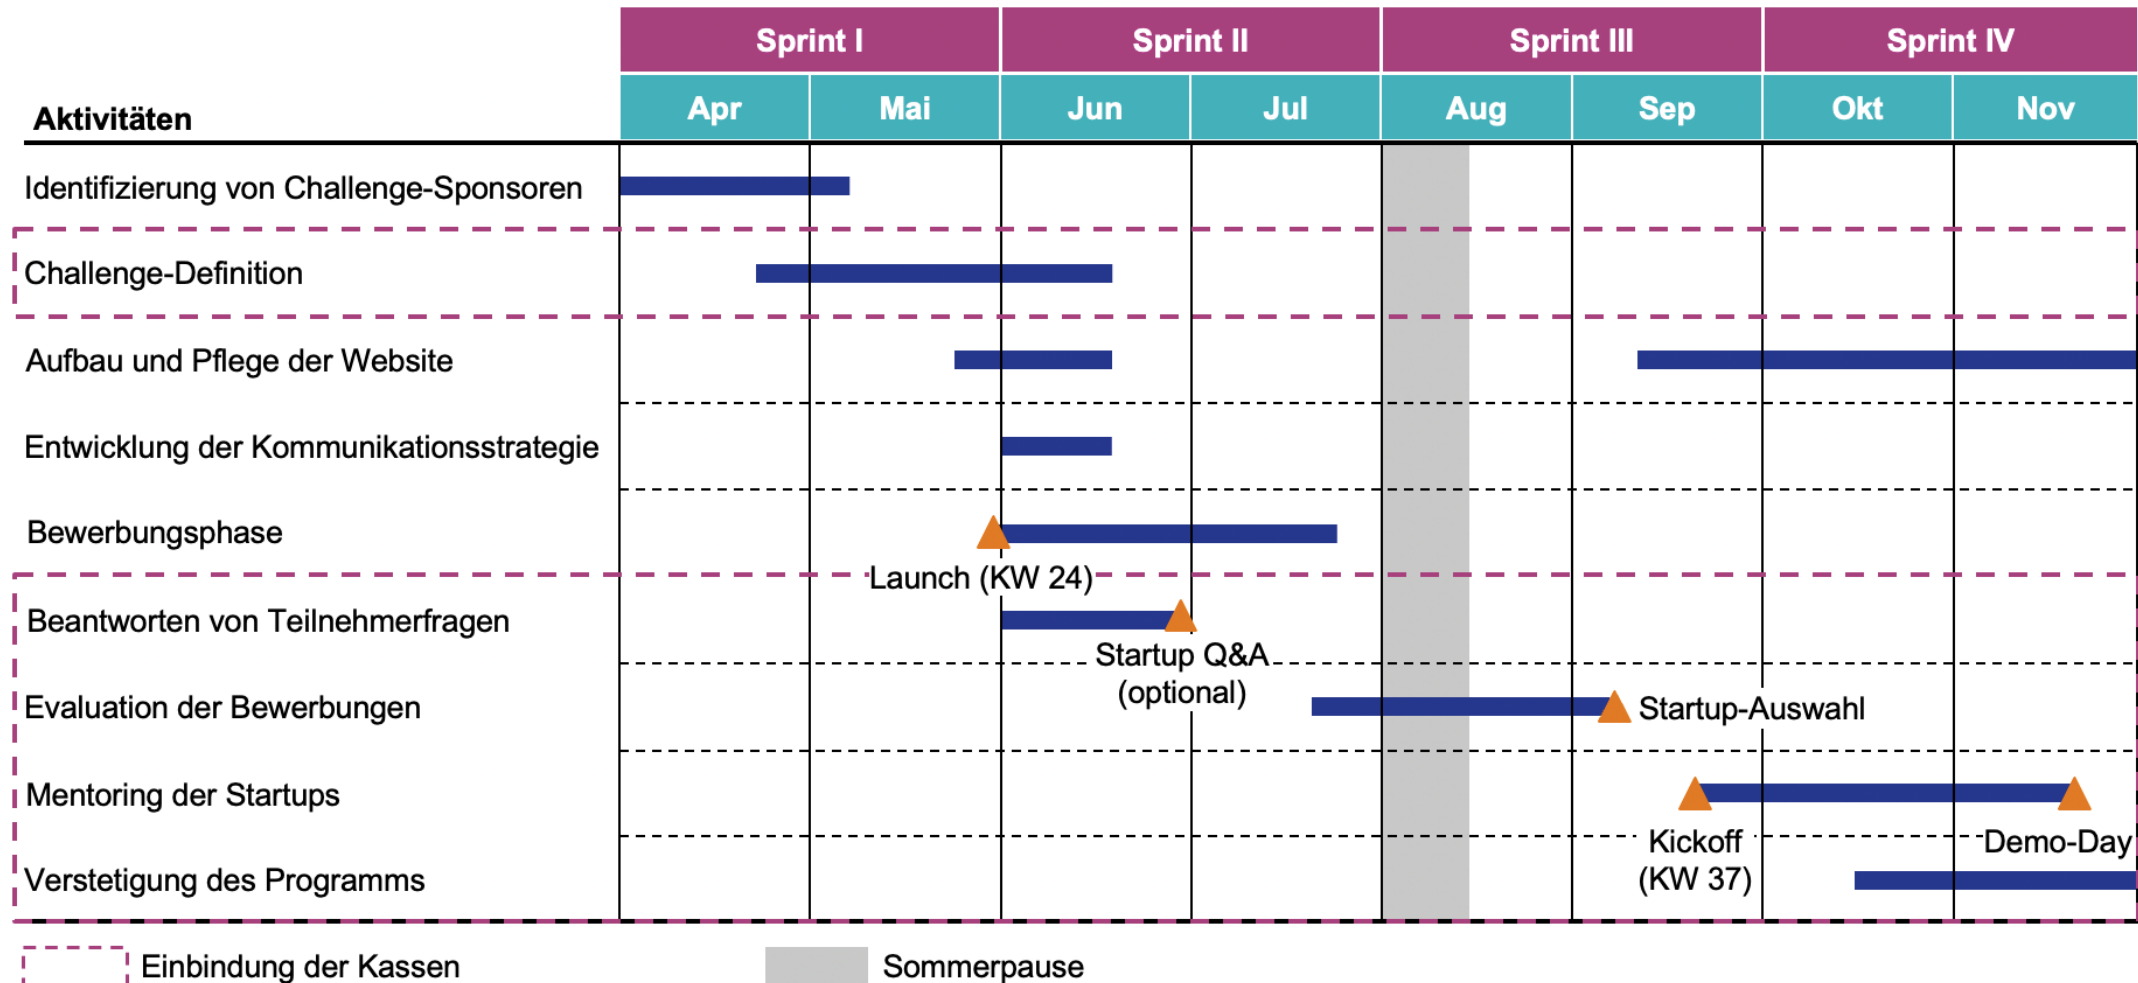 Sprint I Sprint II Sprint III Sprint IV
Aktivitäten Apr Mai Jun Jul Aug Sep Okt Nov
Identifizierung von Challenge-Sponsoren
Challenge-Definition
Aufbau und Pflege der Website
Entwicklung der Kommunikationsstrategie
Bewerbungsphase
Launch (KW 24)
Beantworten von Teilnehmerfragen
Startup Q&A
(optional)
Evaluation der Bewerbungen
Startup-Auswahl
Mentoring der Startups
Kickoff
(KW 37)
Demo-Day
Verstetigung des Programms
Einbindung der Kassen
Sommerpause